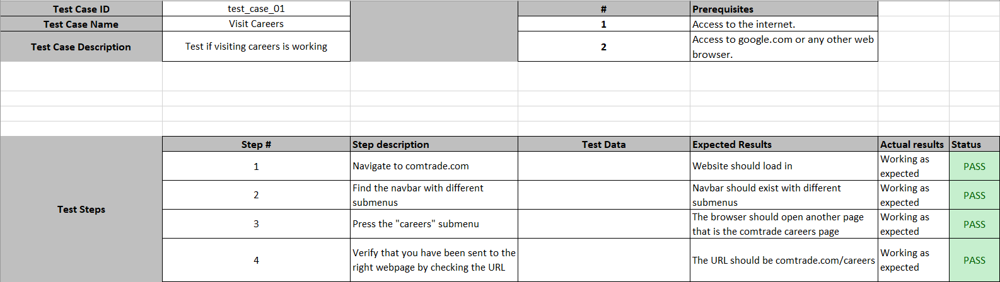 Test Case ID test_case_01 # Prerequisites
Test Case Name Visit Careers 1 Access to the internet.
Test Case Description Test if visiting careers is working 2 Access to google.com or any other web
browser.
Step # Step description Test Data Expected Results Actual results Status
Test Steps
1 Navigate to comtrade.com Website should load in Working as
expected PASS
2 Find the navbar with different
submenus Navbar should exist with different
submenus Working as
expected PASS
3 Press the "careers" submenu The browser should open another page
that is the comtrade careers page Working as
expected PASS
4 Verify that you have been sent to the
right webpage by checking the URL The URL should be comtrade.com/careers Working as
expected PASS